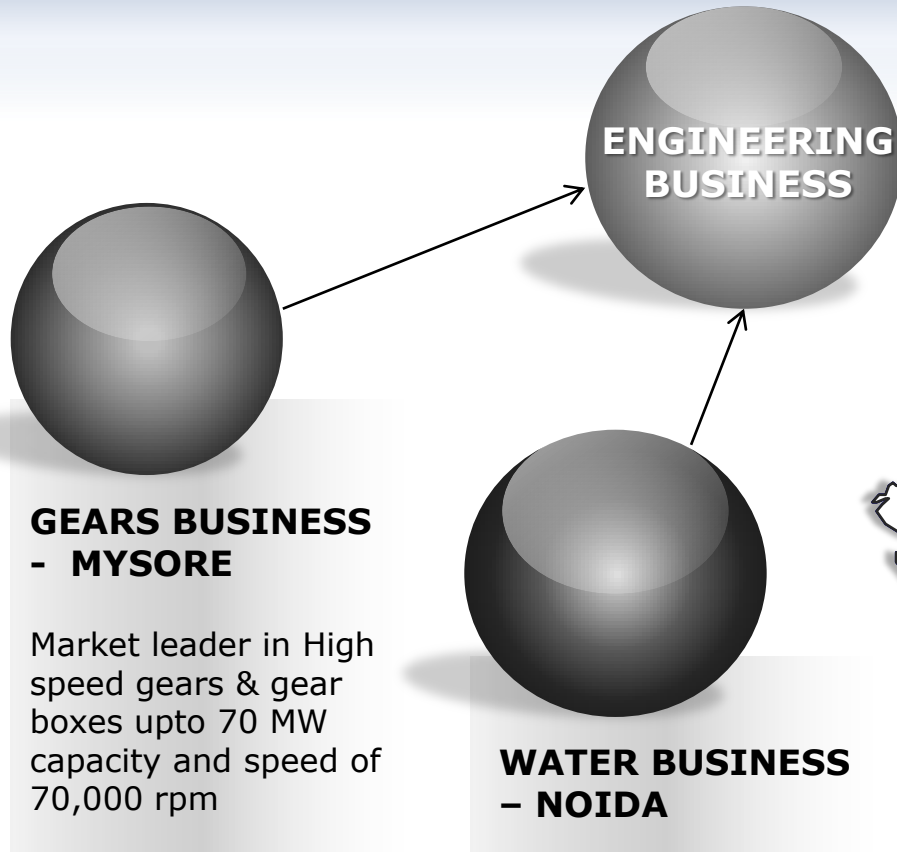 ENGINEERING
BUSINESS
GEARS BUSINESS
- MYSORE
Market leader in High
speed gears & gear
boxes upto 70 MW
capacity and speed of
70,000 rpm
WATER BUSINESS
– NOIDA